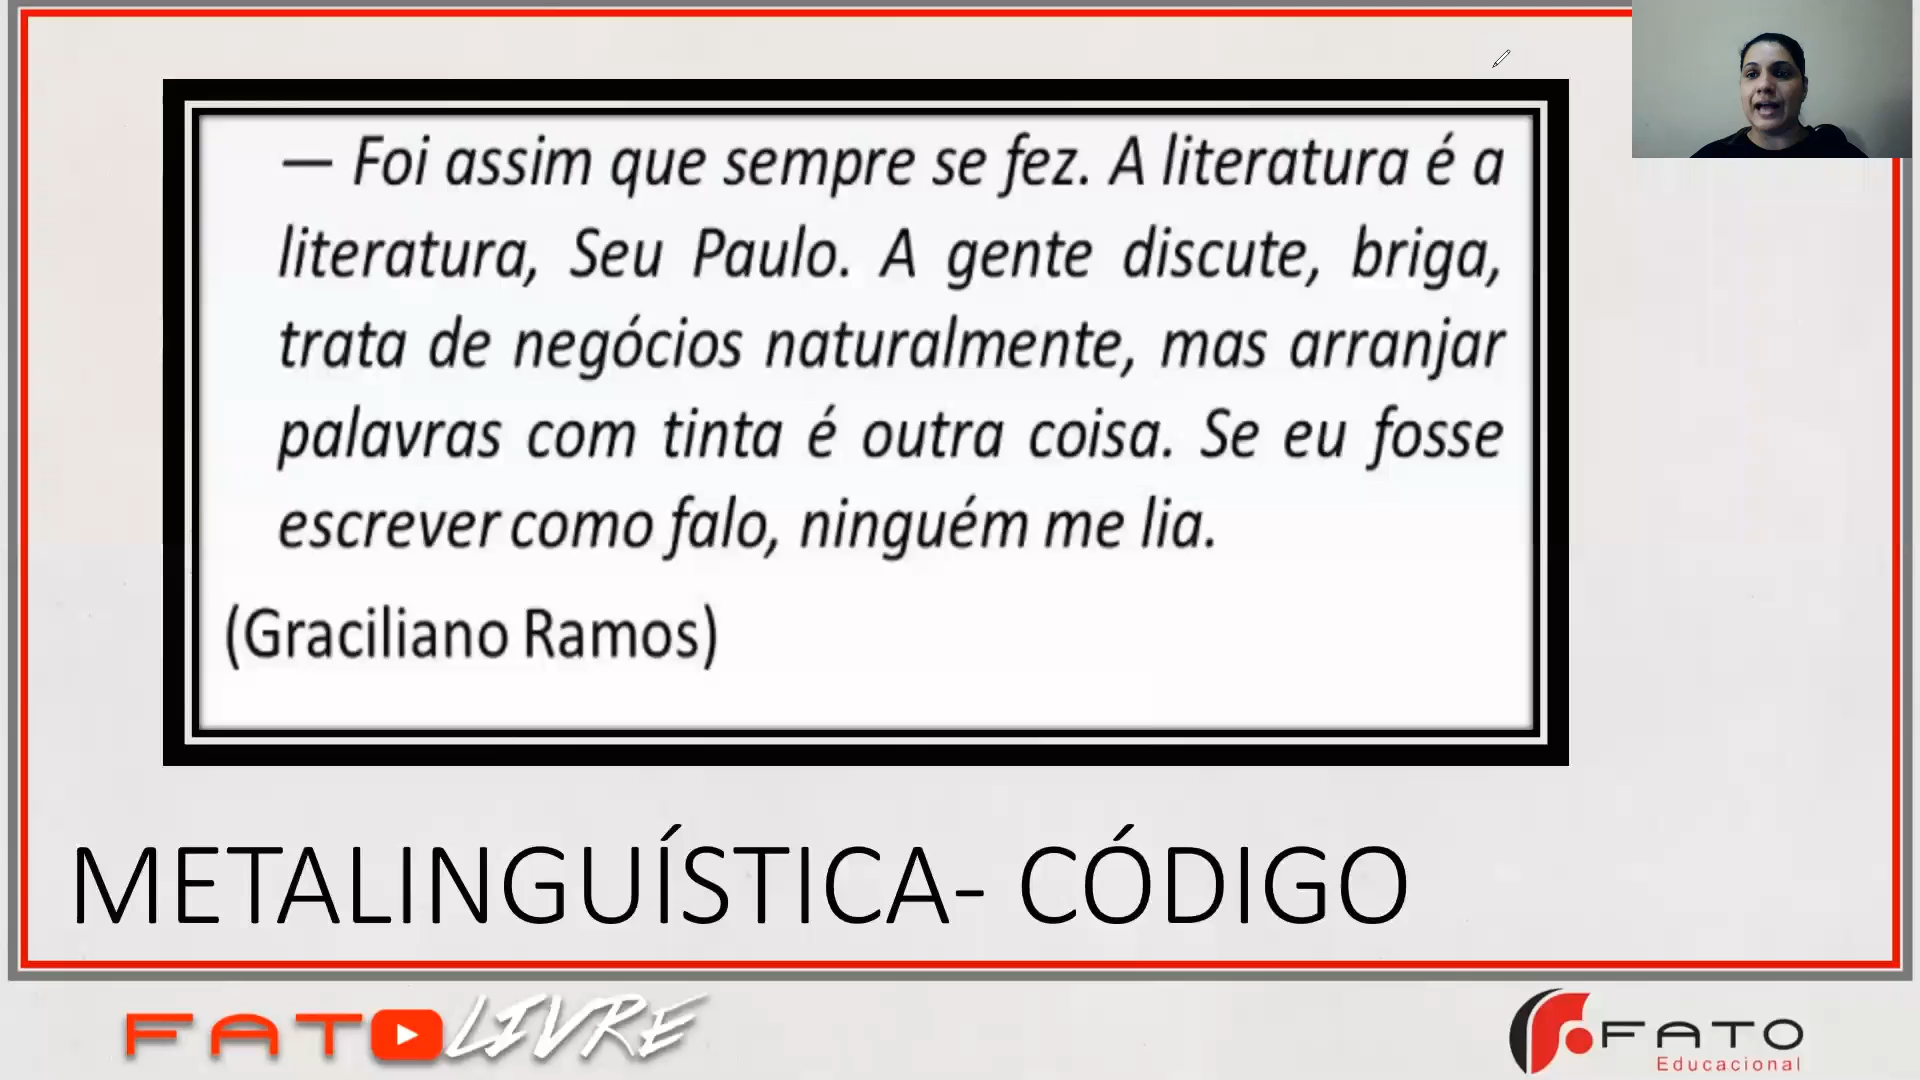 — Foi assim que sempre se fez. A literatura é a
literatura, Seu Paulo. A gente discute, briga,
trata de negócios naturalmente, mas arranjar
palavras com tinta é outra coisa. Se eu fosse
escrever como falo, ninguém me lia.
(Graciliano Ramos)
METALINGUÍSTICA- CÓDIGO
FATO LIVRE
FATO
Educacional